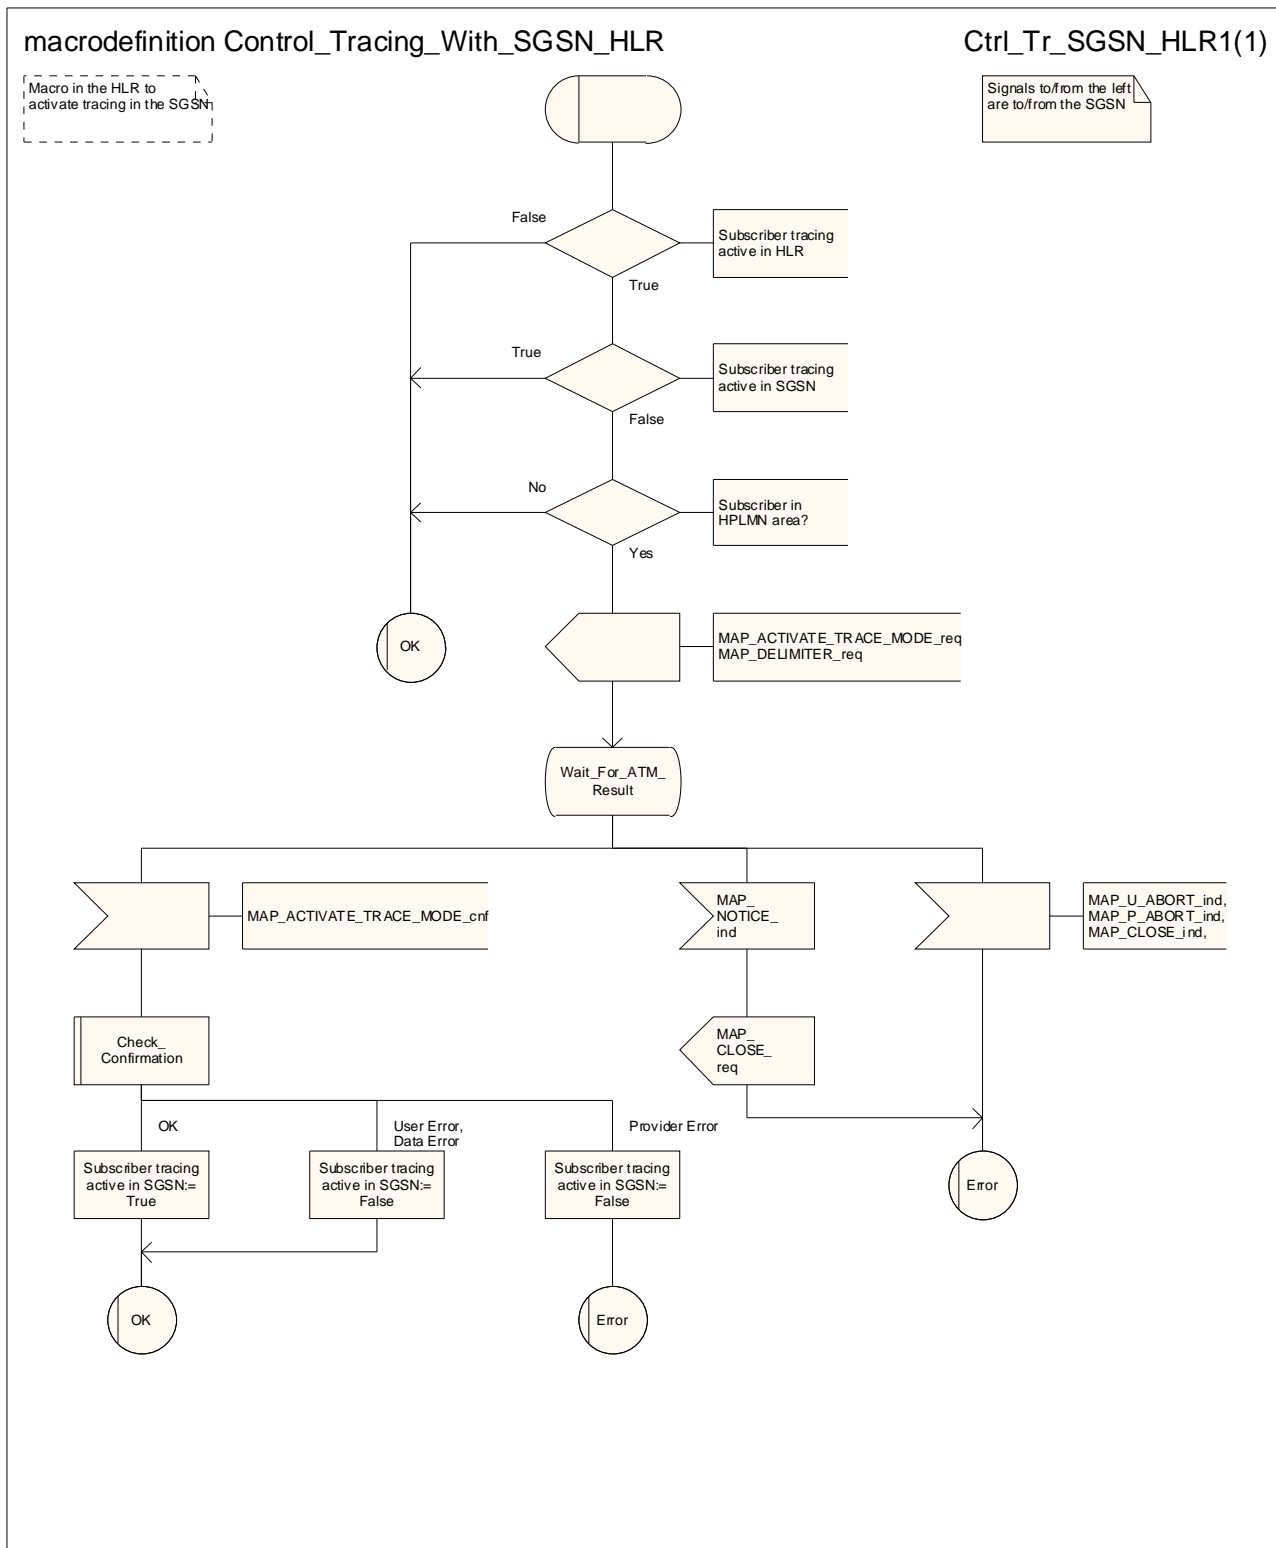 macrodefinition Control_Tracing_With_SGSN_HLR
Ctrl_Tr_SGSN_HLR1(1)
Macro in the HLR to
activate tracing in the SGSN
Signals to/from the left
are to/from the SGSN
False
Subscriber tracing
active in HLR
True
True
Subscriber tracing
active in SGSN
False
No
Subscriber in
HPLMN area?
Yes
OK
MAP_ACTIVATE_TRACE_MODE_req
MAP_DELIMITER_req
Wait_For_ATM_
Result
MAP_ACTIVATE_TRACE_MODE_cnf
MAP_
NOTICE_
ind
MAP_U_ABORT_ind,
MAP_P_ABORT_ind,
MAP_CLOSE_ind,
Check_
Confirmation
MAP_
CLOSE_
req
OK
User Error,
Data Error
Provider Error
Subscriber tracing
active in SGSN:=
True
Subscriber tracing
active in SGSN:=
False
Subscriber tracing
active in SGSN:=
False
Error
OK
Error